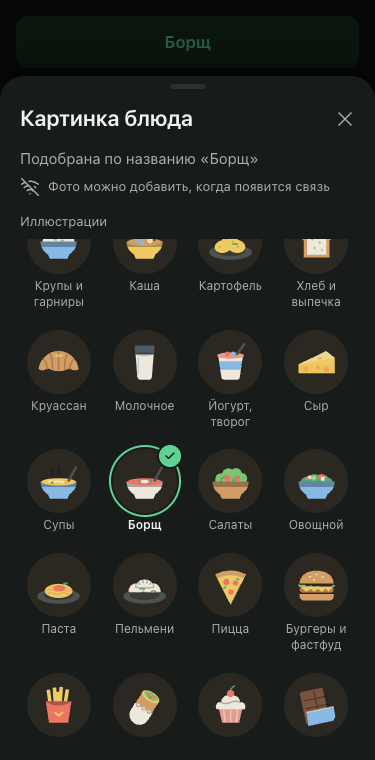 Борщ
Картинка блюда
Подобрана по названию «Борщ»
Фото можно добавить, когда появится связь
Иллюстрации
Крупы и гарниры
Каша
Картофель
Хлеб и выпечка
Круассан
Молочное
Йогурт, творог
Сыр
Супы
Борщ
Салаты
Овощной
Паста
Пельмени
Пицца
Бургеры и фастфуд